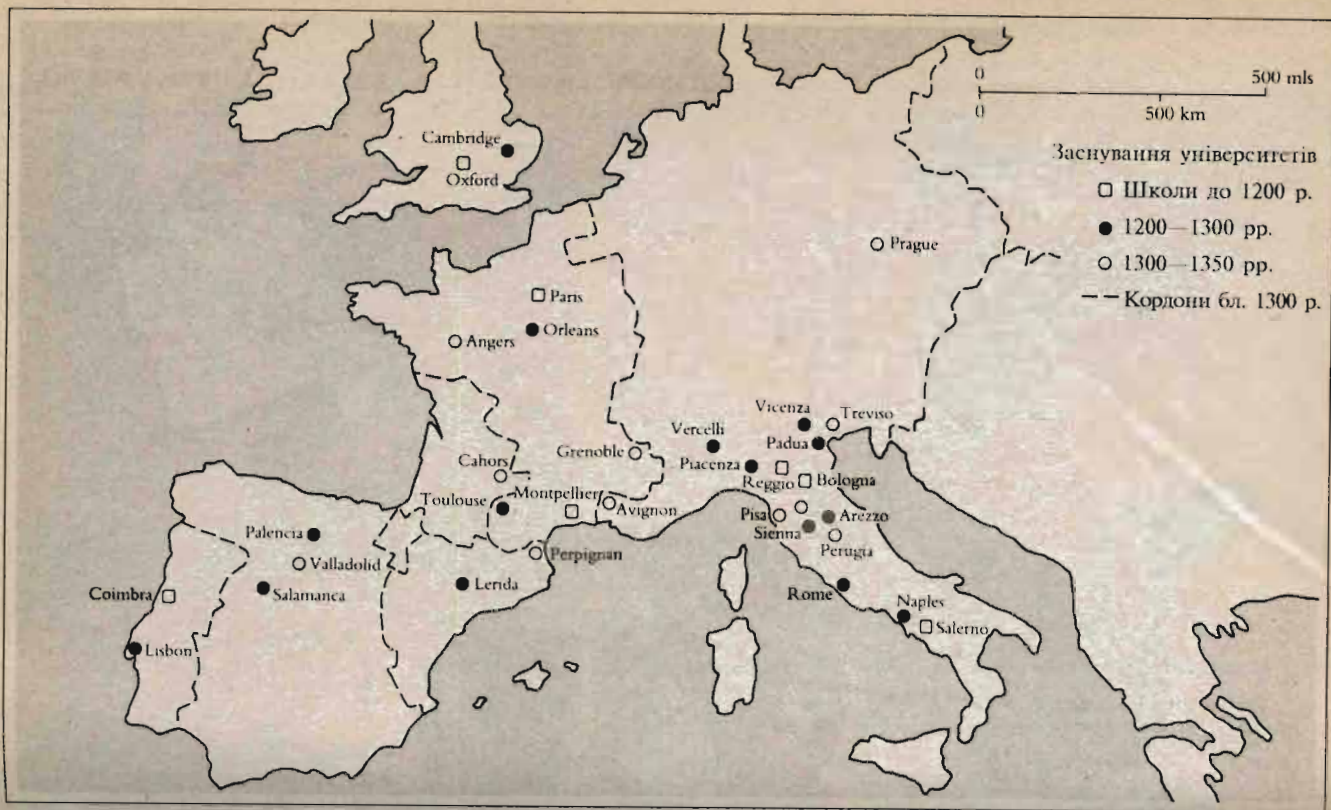 0 500 mls
0 500 km
Заснування університетів
Школи до 1200 р.
1200—1300 рр.
1300—1350 рр.
Кордони бл. 1300 р.
Cambridge
Oxford
Prague
Paris
Orleans
Angers
Vicenza
Treviso
Vercelli
Padua
Grenoble
Piacenza
Cahors
Reggio
Bologna
Toulouse
Montpellier
Avignon
Pisa
Arezzo
Sienna
Palencia
Perugia
Perpignan
Valladolid
Lerida
Rome
Coimbra
Salamanca
Naples
Salerno
Lisbon